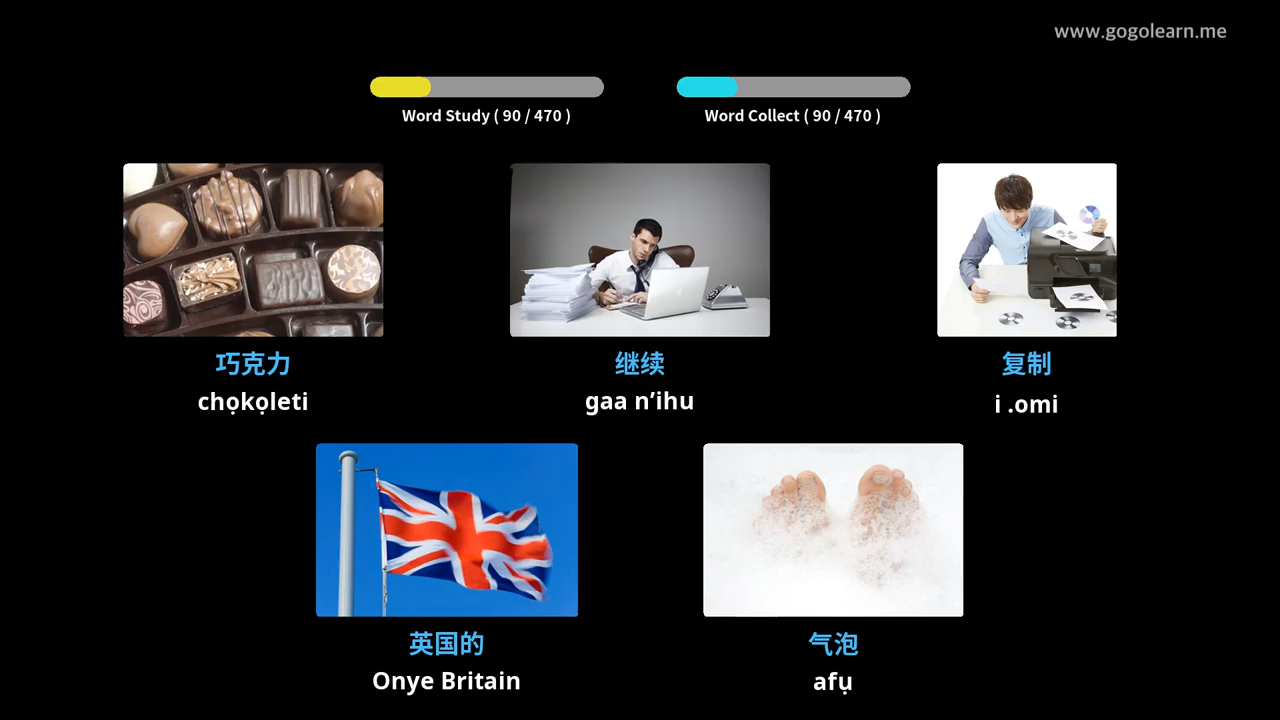 www.gogolearn.me
Word Study ( 90 / 470 )
Word Collect ( 90 / 470 )
巧克力
chọkọleti
继续
gaa n’ihu
复制
i .omi
英国的
Onye Britain
气泡
afụ